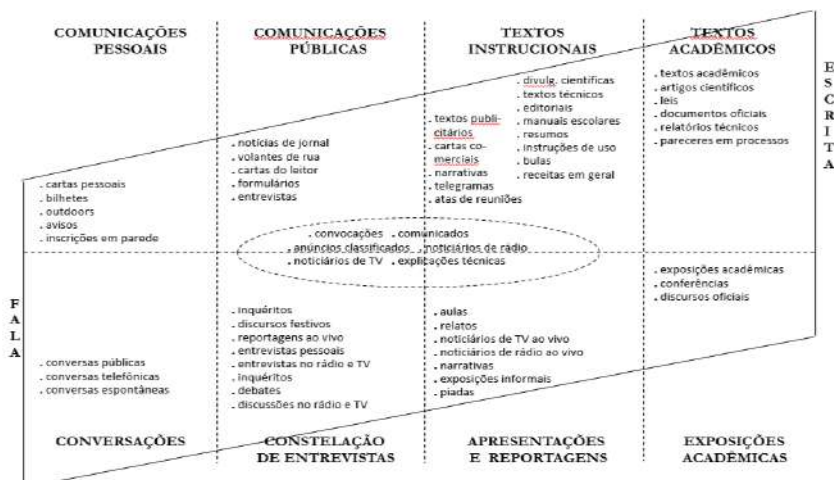 COMUNICAÇÕES
PESSOAIS
COMUNICAÇÕES
PÚBLICAS
TEXTOS
INSTRUCIONAIS
TEXTOS
ACADÊMICOS
ESCRITA
. cartas pessoais
. bilhetes
. outdoors
. avisos
. inscrições em parede
. notícias de jornal
. volantes de rua
. cartas do leitor
. formulários
. entrevistas
. textos publi-
citários
. cartas co-
merciais
. narrativas
. telegramas
. atas de reuniões
. divulg. científicas
. textos técnicos
. editoriais
. manuais escolares
. resumos
. instruções de uso
. bulas
. receitas em geral
. textos acadêmicos
. artigos científicos
. leis
. documentos oficiais
. relatórios técnicos
. pareceres em processos
. convocações . comunicados
. anúncios classificados . noticiários de rádio
. noticiários de TV . explicações técnicas
FALA
. conversas públicas
. conversas telefônicas
. conversas espontâneas
. inquéritos
. discursos festivos
. reportagens ao vivo
. entrevistas pessoais
. entrevistas no rádio e TV
. inquéritos
. debates
. discussões no rádio e TV
. aulas
. relatos
. noticiários de TV ao vivo
. noticiários de rádio ao vivo
. narrativas
. exposições informais
. piadas
. exposições acadêmicas
. conferências
. discursos oficiais
CONVERSAÇÕES
CONSTELAÇÃO
DE ENTREVISTAS
APRESENTAÇÕES
E REPORTAGENS
EXPOSIÇÕES
ACADÊMICAS